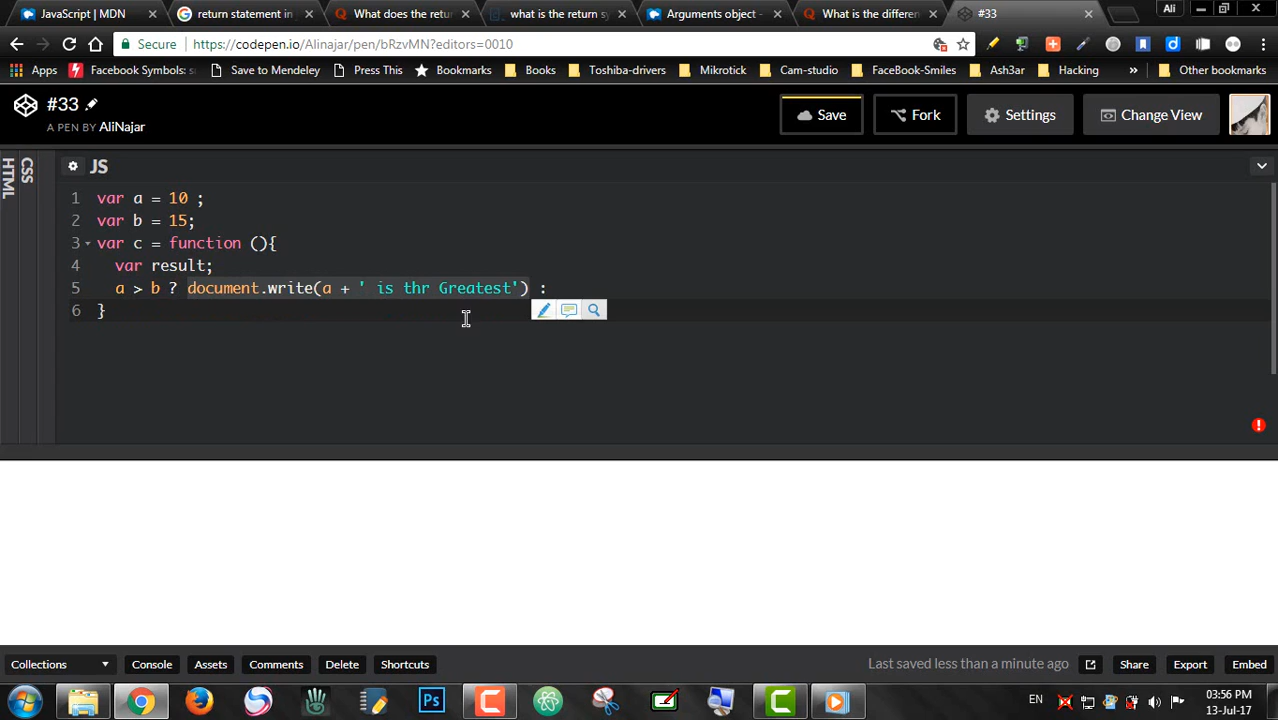 JavaScript | MDN
return statement in
What does the retu
what is the return sy
Arguments object -
What is the differen
#33
Ali
Secure
https://codepen.io/Alinajar/pen/bRzvMN?editors=0010
Apps
Facebook Symbols: s
Save to Mendeley
Press This
Bookmarks
Books
Toshiba-drivers
Mikrotick
Cam-studio
FaceBook-Smiles
Ash3ar
Hacking
»
Other bookmarks
#33
A PEN BY AliNajar
Save
Fork
Settings
Change View
HTML
CSS
JS
1 var a = 10 ;
2 var b = 15;
3 var c = function (){
4 var result;
5 a > b ? document.write(a + ' is thr Greatest') :
6 }
Collections
Console
Assets
Comments
Delete
Shortcuts
Last saved less than a minute ago
Share
Export
Embed
Ps
EN
03:56 PM
13-Jul-17